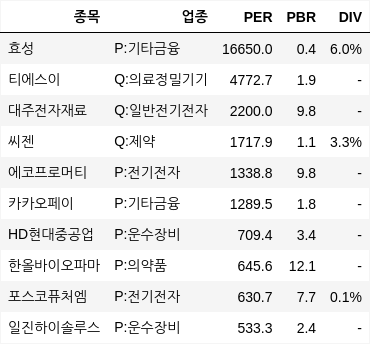 종목 업종 PER PBR DIV
효성 P:기타금융 16650.0 0.4 6.0%
티에스이 Q:의료정밀기기 4772.7 1.9 -
대주전자재료 Q:일반전기전자 2200.0 9.8 -
씨젠 Q:제약 1717.9 1.1 3.3%
에코프로머티 P:전기전자 1338.8 9.8 -
카카오페이 P:기타금융 1289.5 1.8 -
HD현대중공업 P:운수장비 709.4 3.4 -
한올바이오파마 P:의약품 645.6 12.1 -
포스코퓨처엠 P:전기전자 630.7 7.7 0.1%
일진하이솔루스 P:운수장비 533.3 2.4 -